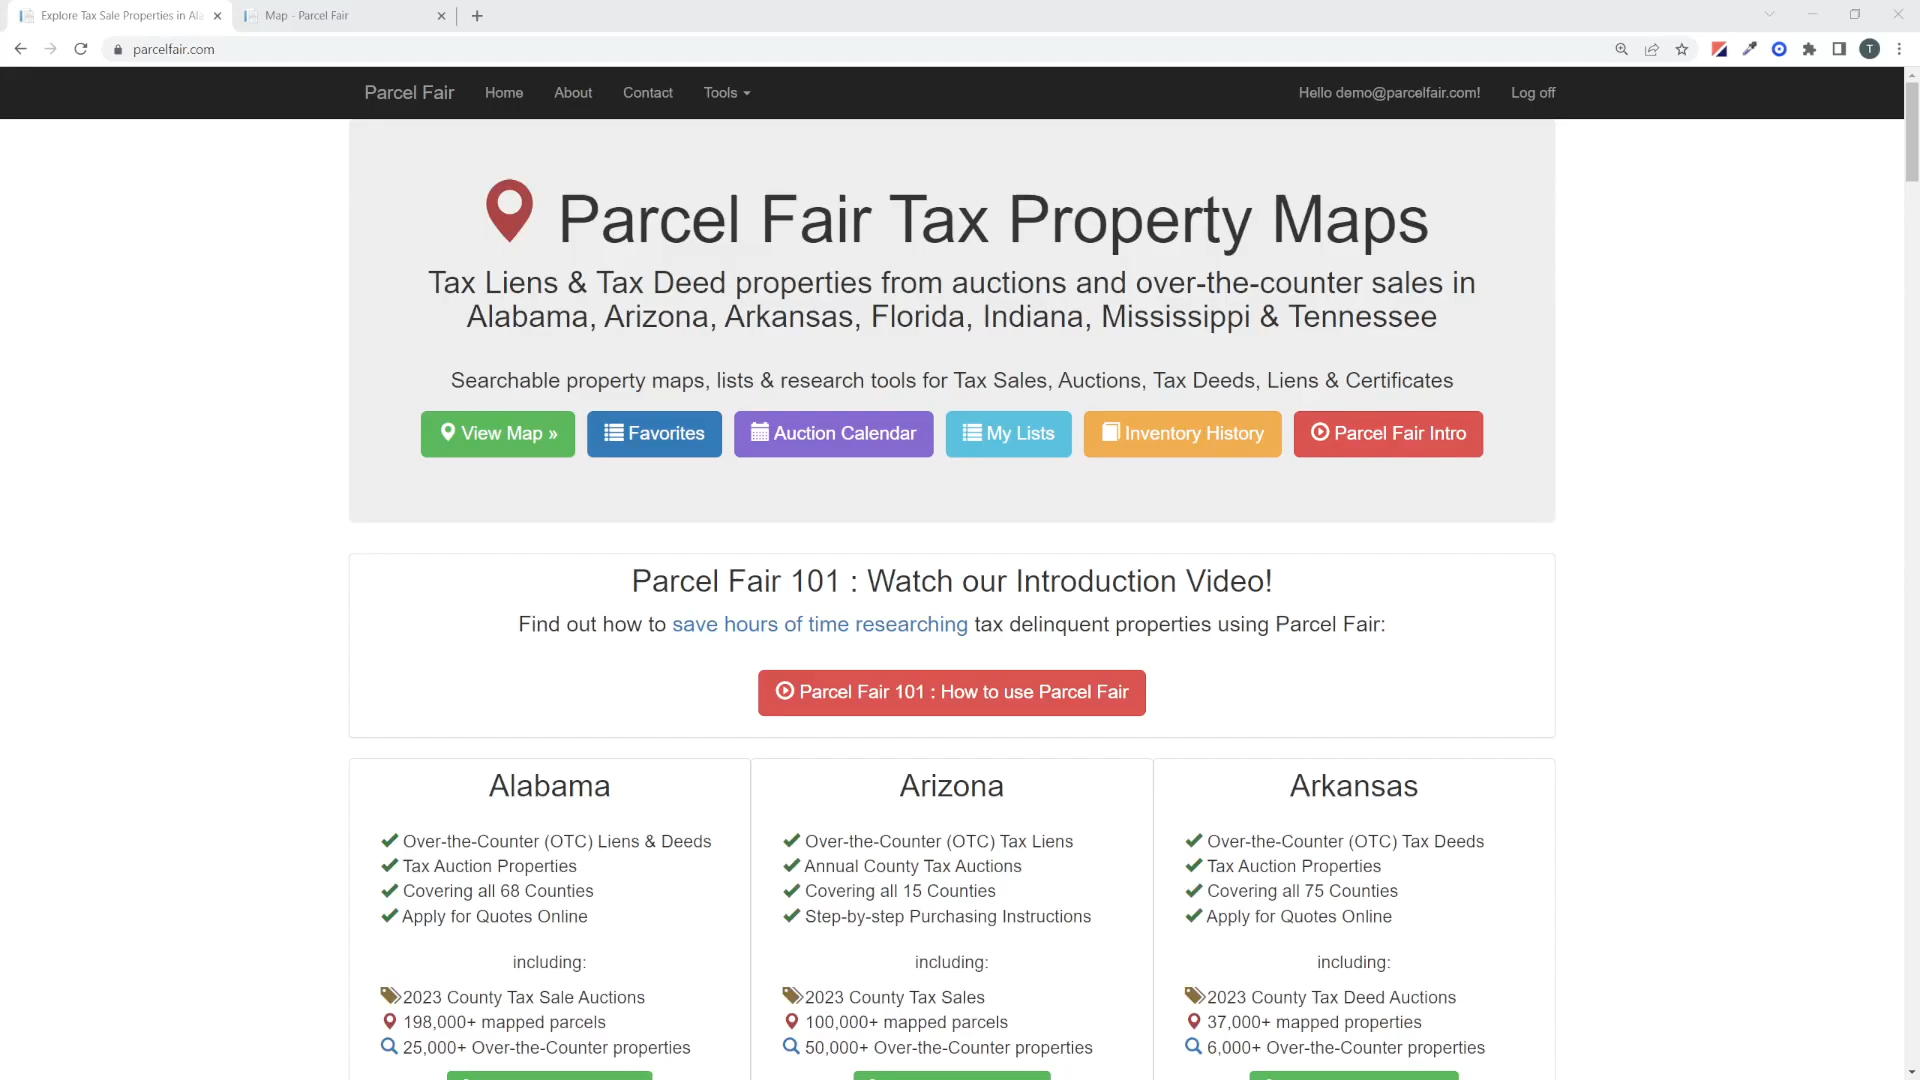 Explore Tax Sale Properties in Ala
Map - Parcel Fair
parcelfair.com
T
Parcel Fair
Home
About
Contact
Tools
Hello demo@parcelfair.com!
Log off
Parcel Fair Tax Property Maps
Tax Liens & Tax Deed properties from auctions and over-the-counter sales in
Alabama, Arizona, Arkansas, Florida, Indiana, Mississippi & Tennessee
Searchable property maps, lists & research tools for Tax Sales, Auctions, Tax Deeds, Liens & Certificates
View Map »
Favorites
Auction Calendar
My Lists
Inventory History
Parcel Fair Intro
Parcel Fair 101 : Watch our Introduction Video!
Find out how to save hours of time researching tax delinquent properties using Parcel Fair:
Parcel Fair 101 : How to use Parcel Fair
Alabama
Over-the-Counter (OTC) Liens & Deeds
Tax Auction Properties
Covering all 68 Counties
Apply for Quotes Online
including:
2023 County Tax Sale Auctions
198,000+ mapped parcels
25,000+ Over-the-Counter properties
Arizona
Over-the-Counter (OTC) Tax Liens
Annual County Tax Auctions
Covering all 15 Counties
Step-by-step Purchasing Instructions
including:
2023 County Tax Sales
100,000+ mapped parcels
50,000+ Over-the-Counter properties
Arkansas
Over-the-Counter (OTC) Tax Deeds
Tax Auction Properties
Covering all 75 Counties
Apply for Quotes Online
including:
2023 County Tax Deed Auctions
37,000+ mapped properties
6,000+ Over-the-Counter properties